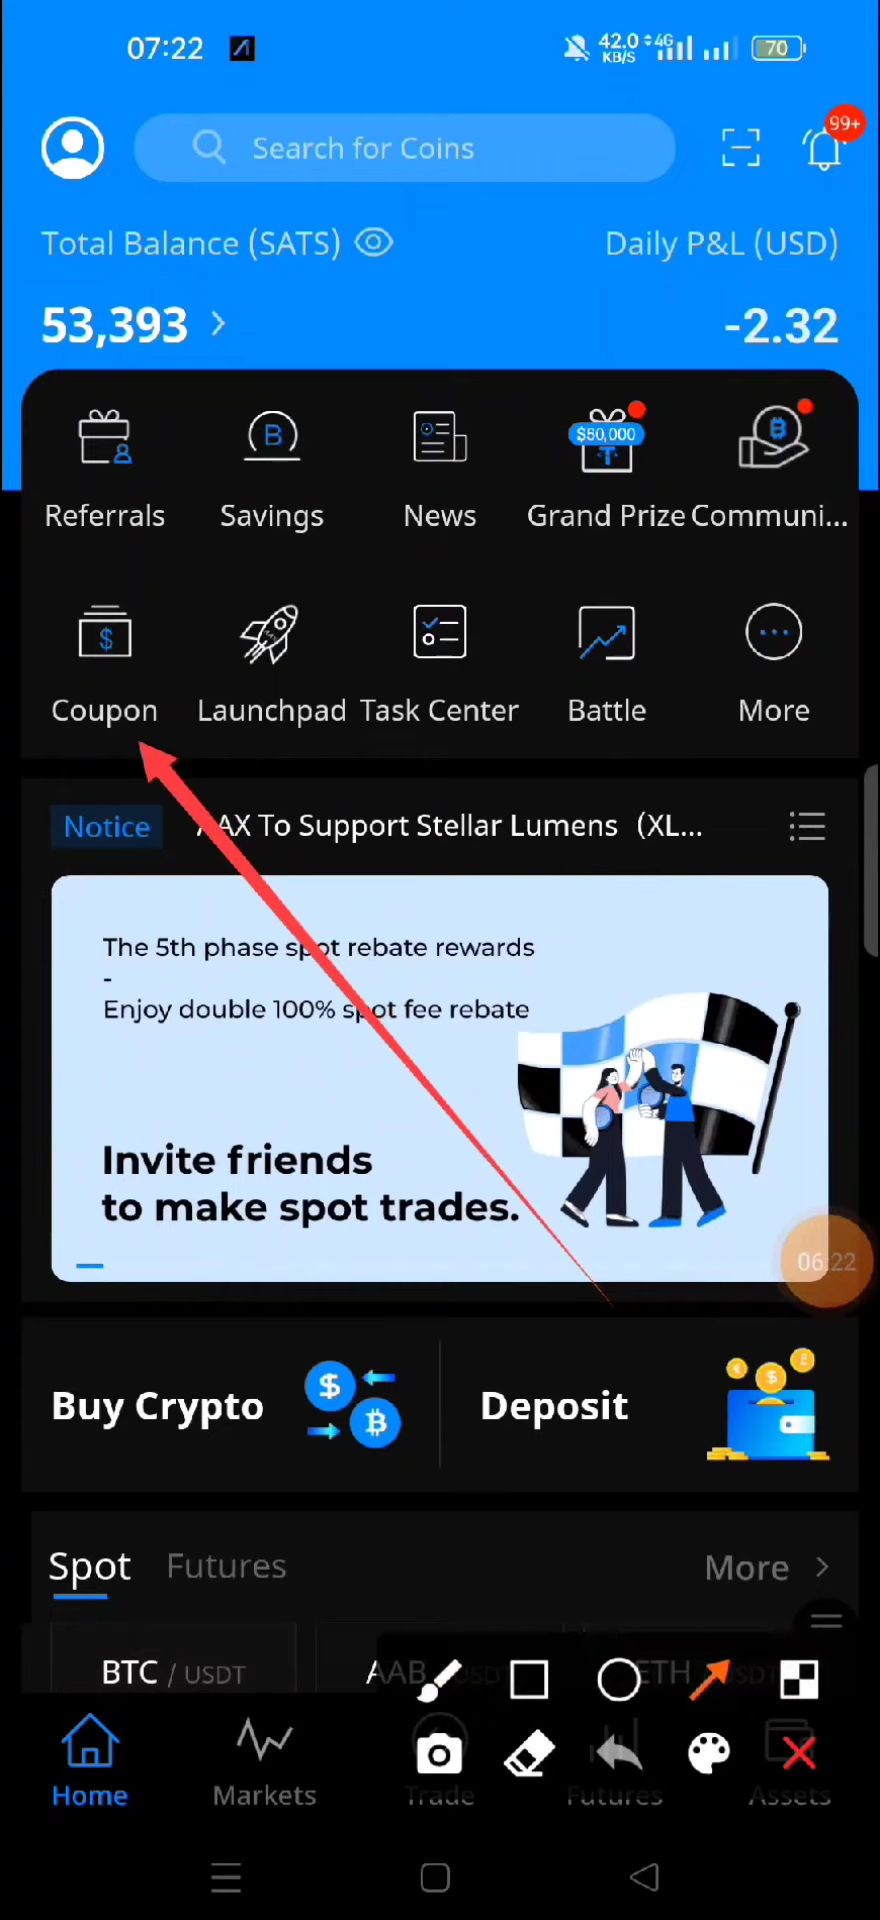 07:22
42.0 KB/S 4G 70
Search for Coins 99+
Total Balance (SATS) Daily P&L (USD)
53,393 > -2.32
$50,000
Referrals Savings News Grand Prize Communi...
Coupon Launchpad Task Center Battle More
Notice AAX To Support Stellar Lumens（XL...
The 5th phase spot rebate rewards
-
Enjoy double 100% spot fee rebate
Invite friends
to make spot trades.
06:22
Buy Crypto Deposit
Spot Futures More >
BTC / USDT AAB ETH
Home Markets Trade Futures Assets